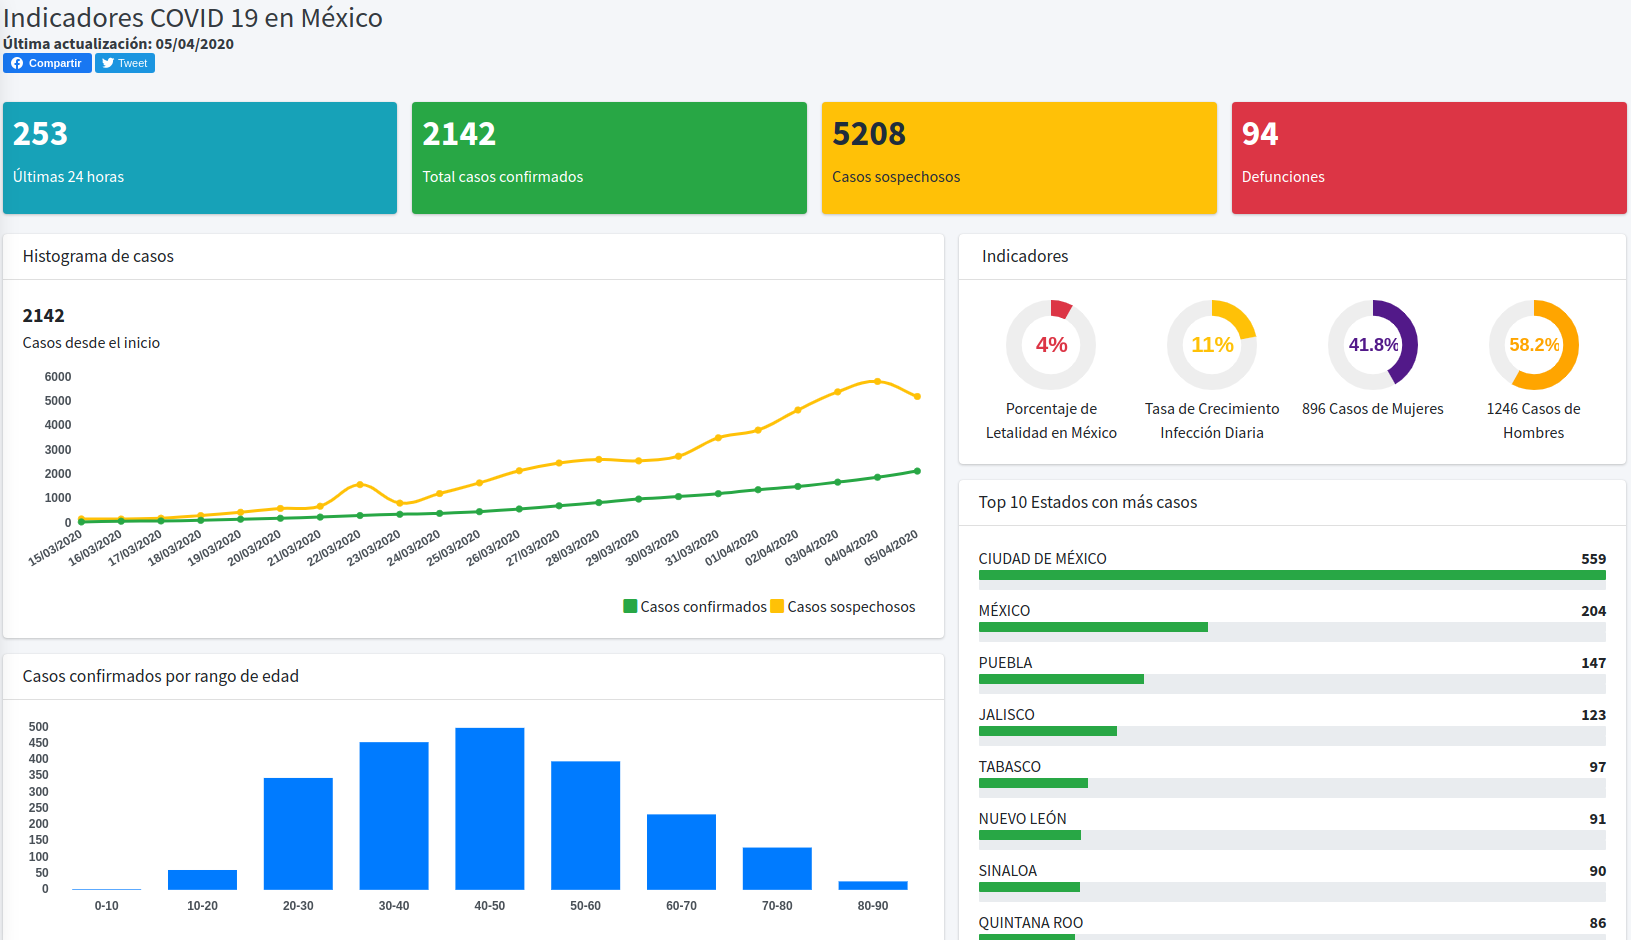 Indicadores COVID 19 en México
Última actualización: 05/04/2020
Compartir
Tweet
253
Últimas 24 horas
2142
Total casos confirmados
5208
Casos sospechosos
94
Defunciones
Histograma de casos
2142
Casos desde el inicio
6000
5000
4000
3000
2000
1000
0
15/03/2020
16/03/2020
17/03/2020
18/03/2020
19/03/2020
20/03/2020
21/03/2020
22/03/2020
23/03/2020
24/03/2020
25/03/2020
26/03/2020
27/03/2020
28/03/2020
29/03/2020
30/03/2020
31/03/2020
01/04/2020
02/04/2020
03/04/2020
04/04/2020
05/04/2020
Casos confirmados
Casos sospechosos
Casos confirmados por rango de edad
500
450
400
350
300
250
200
150
100
50
0
0-10
10-20
20-30
30-40
40-50
50-60
60-70
70-80
80-90
Indicadores
4%
Porcentaje de
Letalidad en México
11%
Tasa de Crecimiento
Infección Diaria
41.8%
896 Casos de Mujeres
58.2%
1246 Casos de
Hombres
Top 10 Estados con más casos
CIUDAD DE MÉXICO 559
MÉXICO 204
PUEBLA 147
JALISCO 123
TABASCO 97
NUEVO LEÓN 91
SINALOA 90
QUINTANA ROO 86